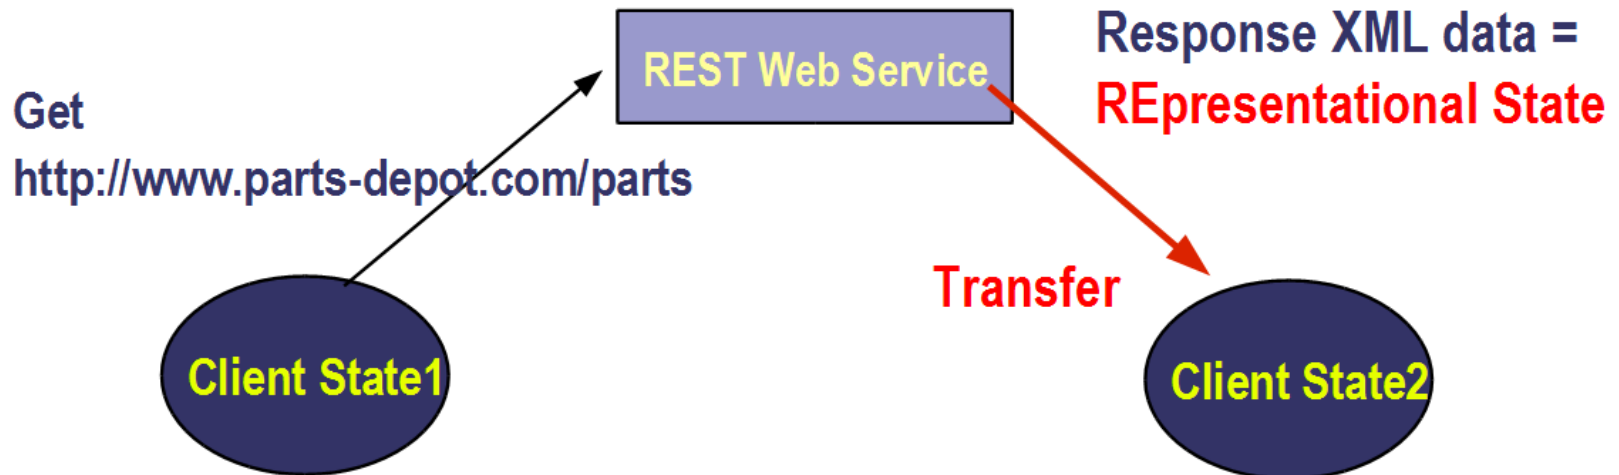 Get
http://www.parts-depot.com/parts
REST Web Service
Response XML data =
REpresentational State
Transfer
Client State1
Client State2